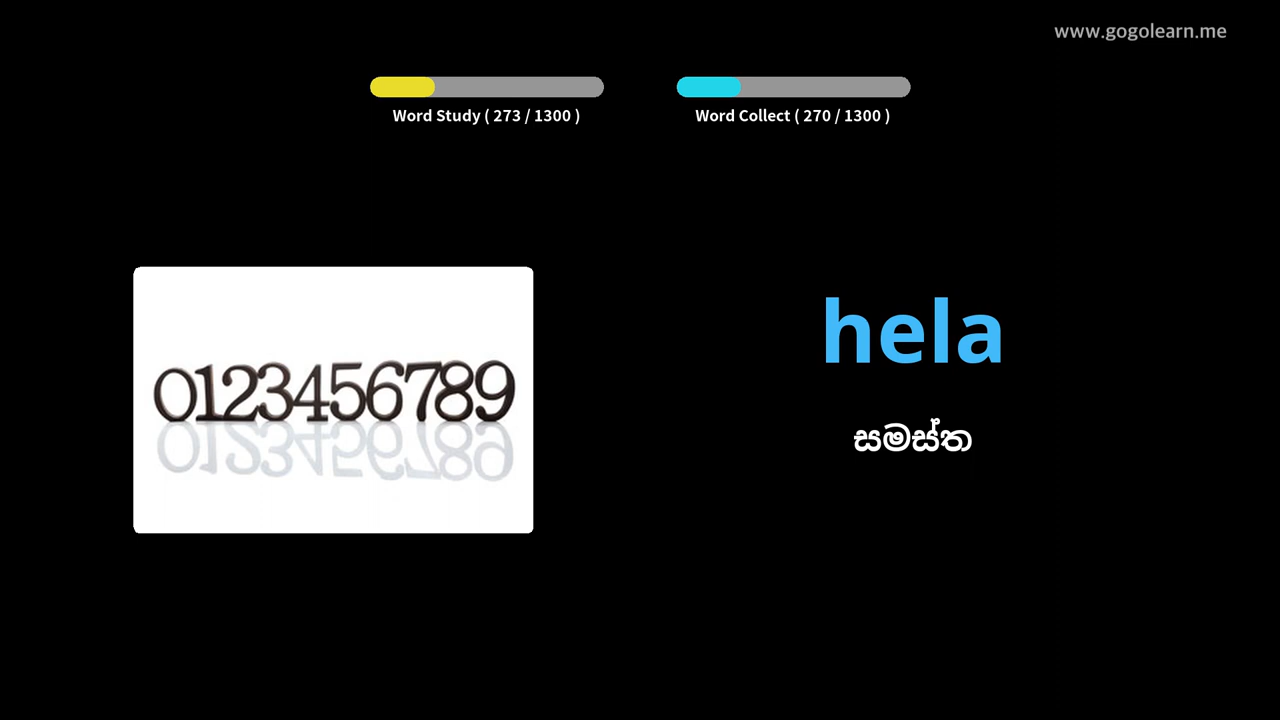 www.gogolearn.me
Word Study ( 273 / 1300 )
Word Collect ( 270 / 1300 )
0123456789
hela
සමස්ත